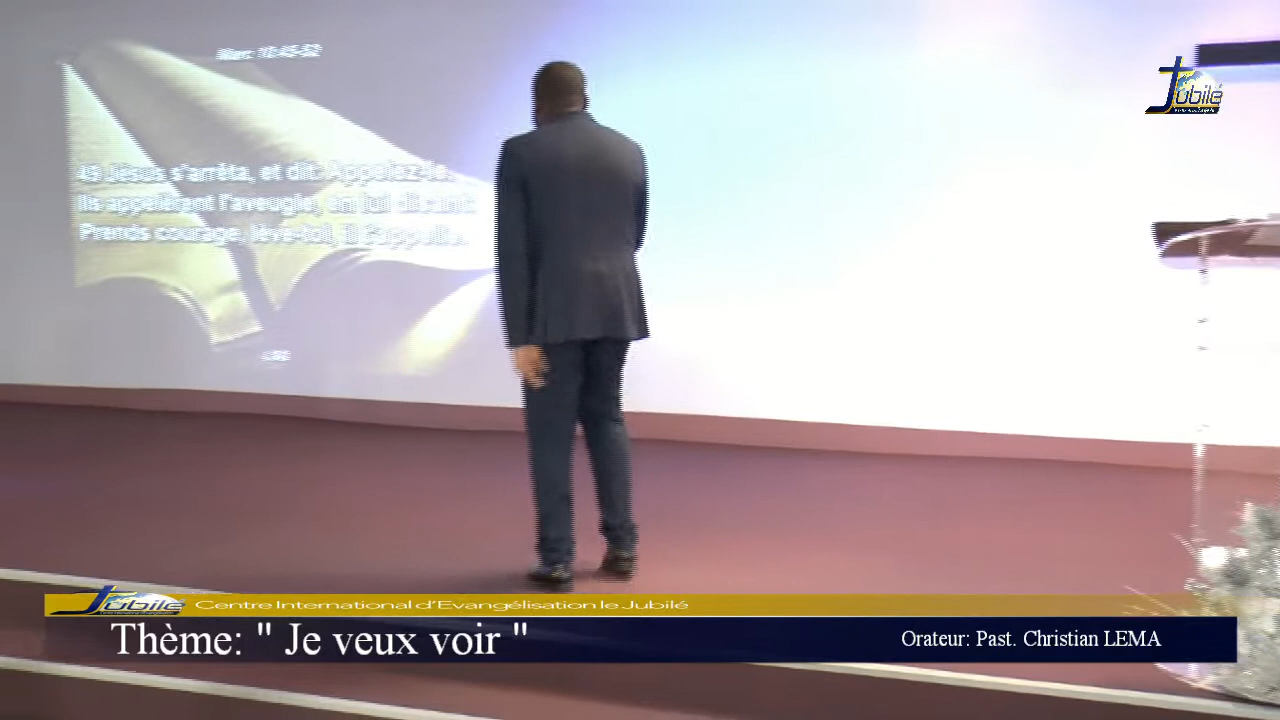 Marc 10:46-52
Jubilé
49 Jésus s'arrêta, et dit: Appelez-le.
Ils appelèrent l'aveugle, en lui disant:
Prends courage, lève-toi, il t'appelle.
Jubilé Centre International d'Evangélisation le Jubilé
Thème: " Je veux voir "
Orateur: Past. Christian LEMA